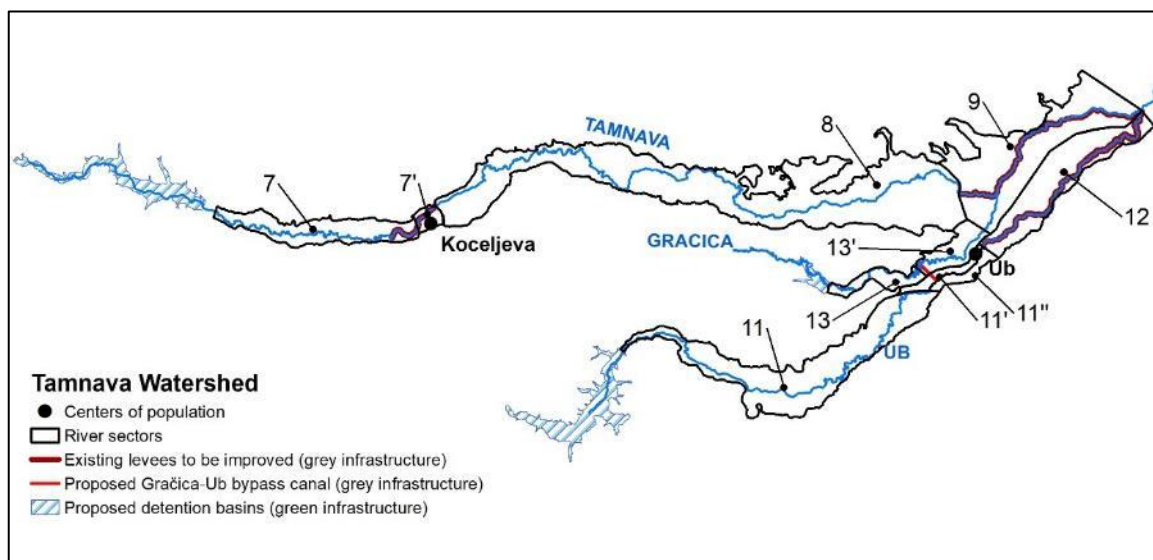 9
8
TAMNAVA
7
7'
12
Koceljeva
GRACICA
13'
Ub
13
11'
11"
11
UB
Tamnava Watershed
Centers of population
River sectors
Existing levees to be improved (grey infrastructure)
Proposed Gračica-Ub bypass canal (grey infrastructure)
Proposed detention basins (green infrastructure)